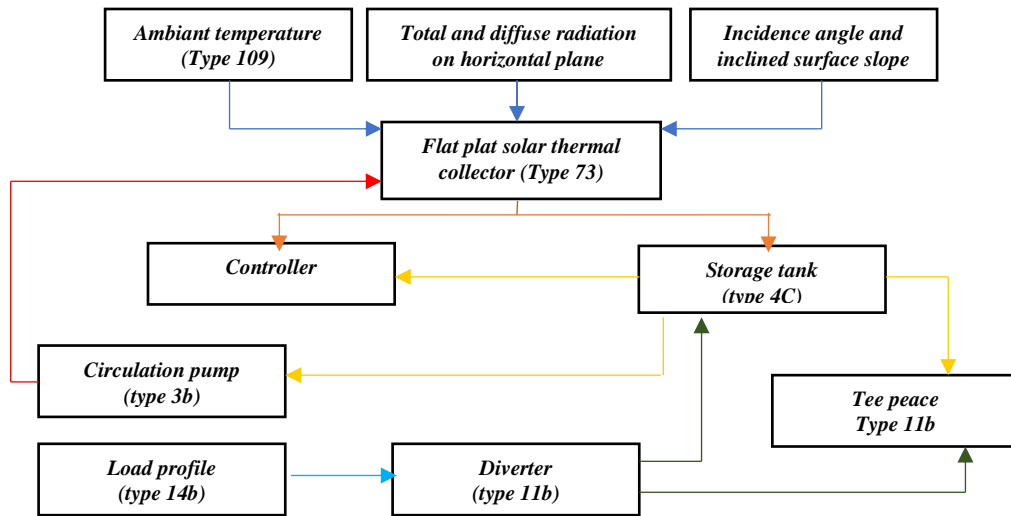 Ambiant temperature
(Type 109)
Total and diffuse radiation
on horizontal plane
Incidence angle and
inclined surface slope
Flat plat solar thermal
collector (Type 73)
Controller
Storage tank
(type 4C)
Circulation pump
(type 3b)
Tee peace
Type 11b
Load profile
(type 14b)
Diverter
(type 11b)